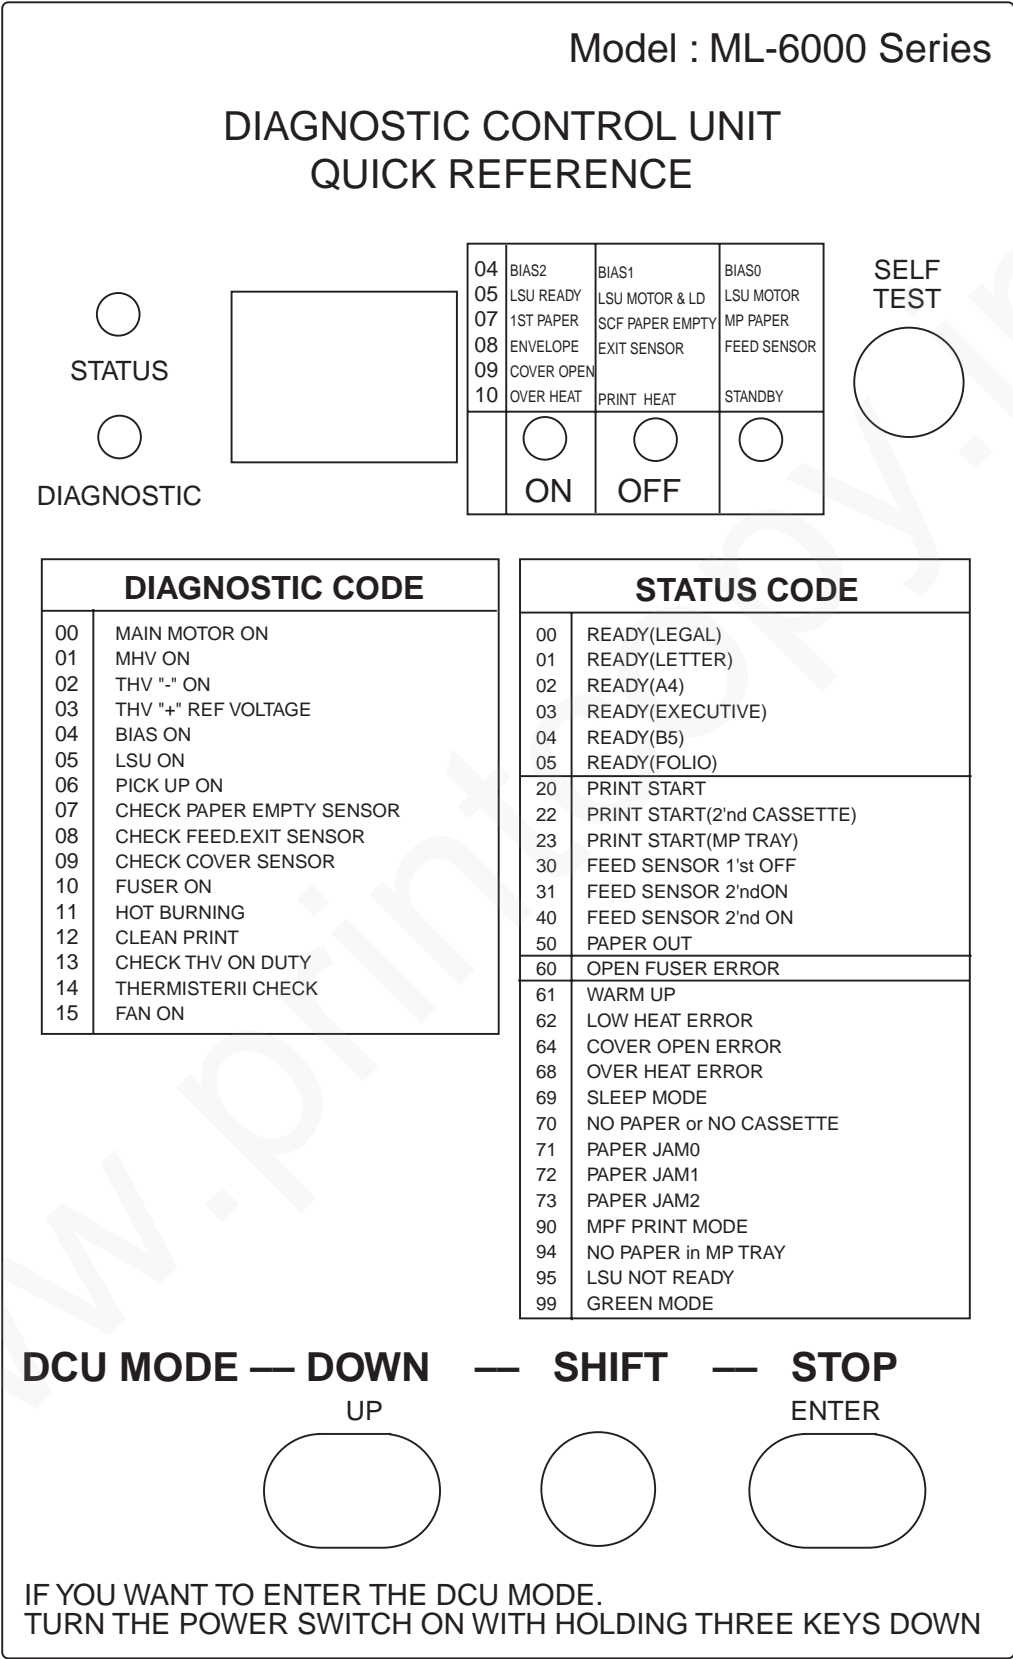 Model : ML-6000 Series
DIAGNOSTIC CONTROL UNIT
QUICK REFERENCE
STATUS
DIAGNOSTIC
04 BIAS2 BIAS1 BIAS0
05 LSU READY LSU MOTOR & LD LSU MOTOR
07 1ST PAPER SCF PAPER EMPTY MP PAPER
08 ENVELOPE EXIT SENSOR FEED SENSOR
09 COVER OPEN
10 OVER HEAT PRINT HEAT STANDBY
ON OFF
SELF
TEST
DIAGNOSTIC CODE
00 MAIN MOTOR ON
01 MHV ON
02 THV "-" ON
03 THV "+" REF VOLTAGE
04 BIAS ON
05 LSU ON
06 PICK UP ON
07 CHECK PAPER EMPTY SENSOR
08 CHECK FEED.EXIT SENSOR
09 CHECK COVER SENSOR
10 FUSER ON
11 HOT BURNING
12 CLEAN PRINT
13 CHECK THV ON DUTY
14 THERMISTERII CHECK
15 FAN ON
STATUS CODE
00 READY(LEGAL)
01 READY(LETTER)
02 READY(A4)
03 READY(EXECUTIVE)
04 READY(B5)
05 READY(FOLIO)
20 PRINT START
22 PRINT START(2'nd CASSETTE)
23 PRINT START(MP TRAY)
30 FEED SENSOR 1'st OFF
31 FEED SENSOR 2'ndON
40 FEED SENSOR 2'nd ON
50 PAPER OUT
60 OPEN FUSER ERROR
61 WARM UP
62 LOW HEAT ERROR
64 COVER OPEN ERROR
68 OVER HEAT ERROR
69 SLEEP MODE
70 NO PAPER or NO CASSETTE
71 PAPER JAM0
72 PAPER JAM1
73 PAPER JAM2
90 MPF PRINT MODE
94 NO PAPER in MP TRAY
95 LSU NOT READY
99 GREEN MODE
DCU MODE — DOWN — SHIFT — STOP
UP ENTER
IF YOU WANT TO ENTER THE DCU MODE.
TURN THE POWER SWITCH ON WITH HOLDING THREE KEYS DOWN